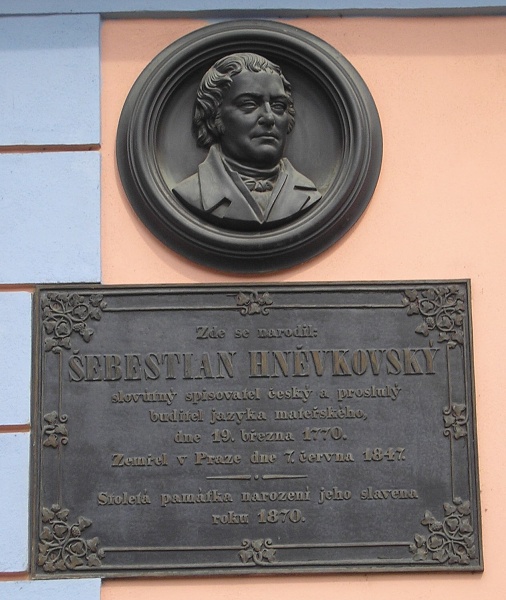 Zde se narodil:
ŠEBESTIAN HNĚVKOVSKÝ
slovutný spisovatel český a proslulý
buditel jazyka mateřského,
dne 19. března 1770.
Zemřel v Praze dne 7. června 1847.
Stoletá památka narození jeho slavena
roku 1870.